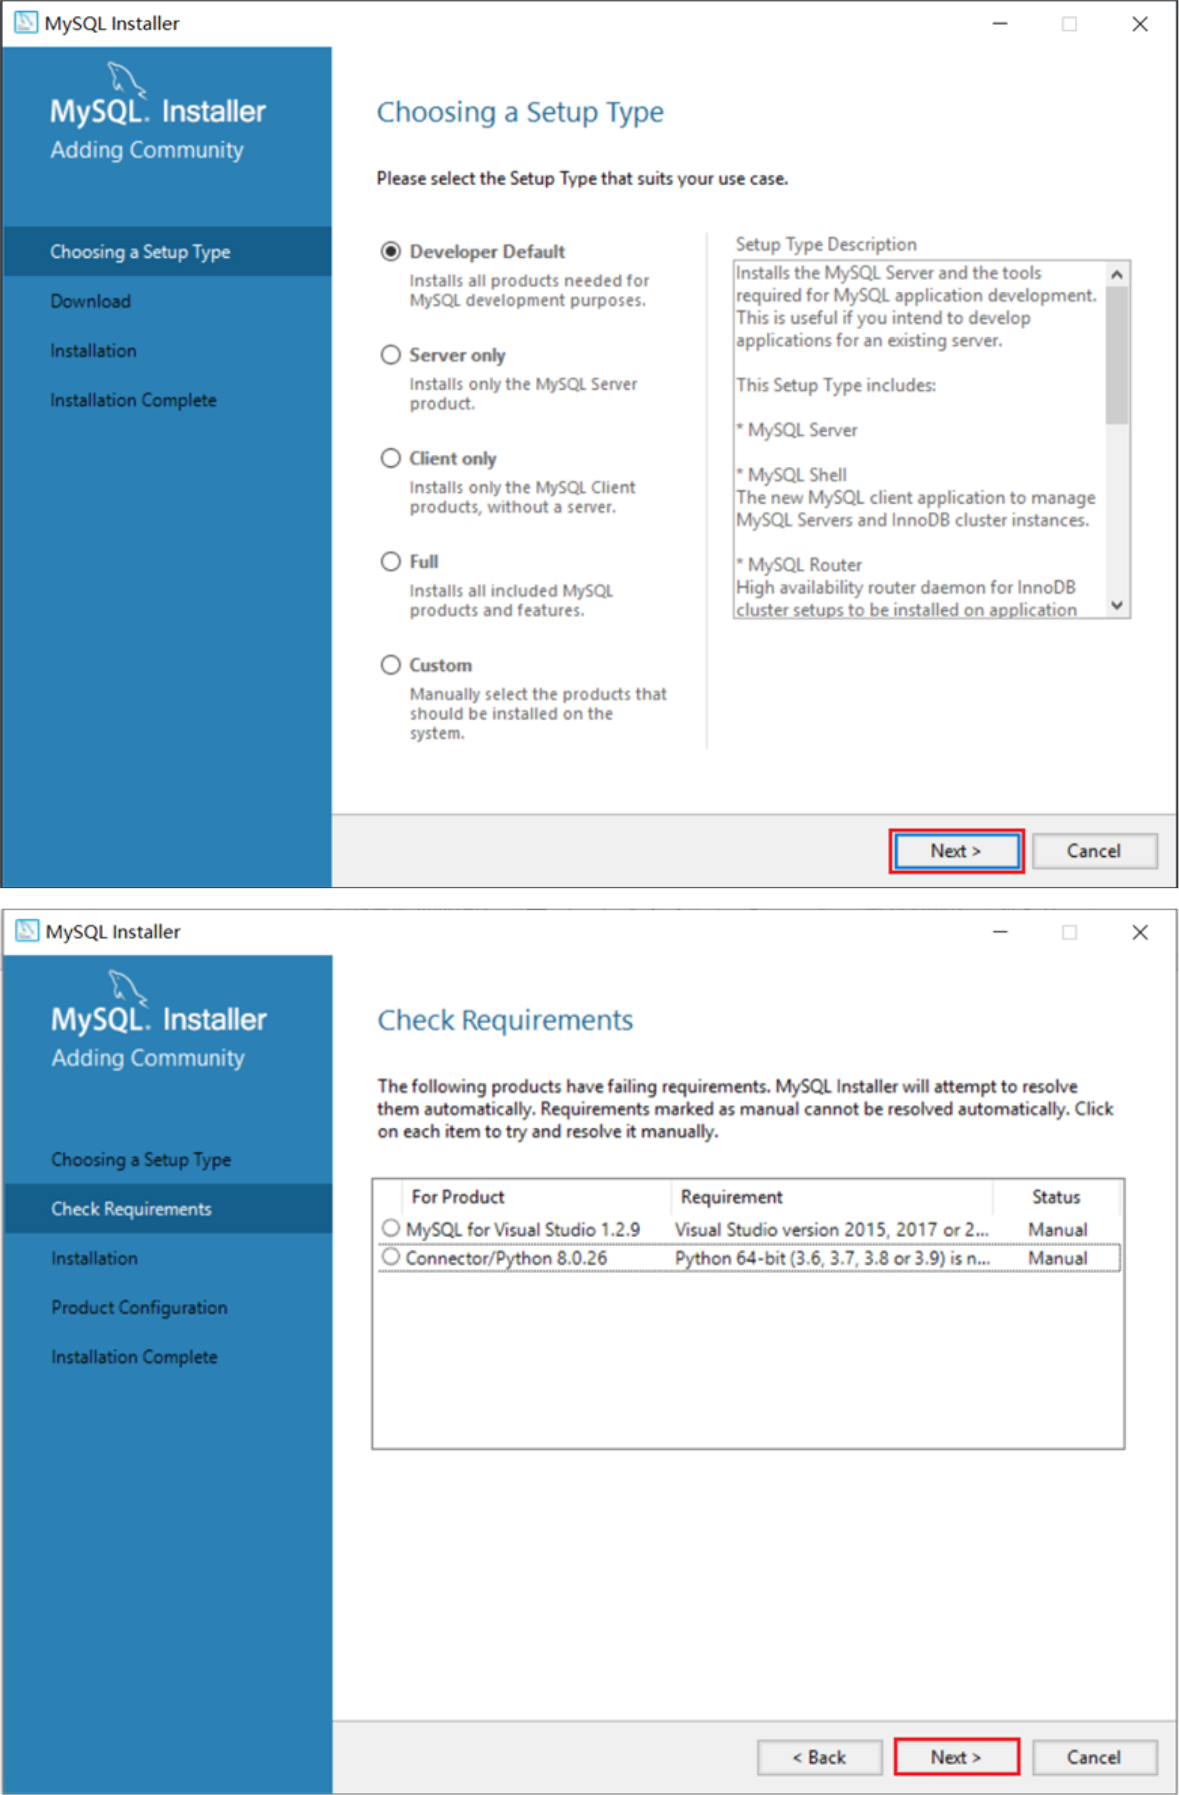 MySQL Installer
MySQL. Installer
Adding Community
Choosing a Setup Type
Download
Installation
Installation Complete
Choosing a Setup Type
Please select the Setup Type that suits your use case.
Developer Default
Installs all products needed for
MySQL development purposes.
Server only
Installs only the MySQL Server
product.
Client only
Installs only the MySQL Client
products, without a server.
Full
Installs all included MySQL
products and features.
Custom
Manually select the products that
should be installed on the
system.
Setup Type Description
Installs the MySQL Server and the tools
required for MySQL application development.
This is useful if you intend to develop
applications for an existing server.
This Setup Type includes:
* MySQL Server
* MySQL Shell
The new MySQL client application to manage
MySQL Servers and InnoDB cluster instances.
* MySQL Router
High availability router daemon for InnoDB
cluster setups to be installed on application
Next > Cancel
MySQL Installer
MySQL. Installer
Adding Community
Choosing a Setup Type
Check Requirements
Installation
Product Configuration
Installation Complete
Check Requirements
The following products have failing requirements. MySQL Installer will attempt to resolve
them automatically. Requirements marked as manual cannot be resolved automatically. Click
on each item to try and resolve it manually.
For Product Requirement Status
MySQL for Visual Studio 1.2.9 Visual Studio version 2015, 2017 or 2... Manual
Connector/Python 8.0.26 Python 64-bit (3.6, 3.7, 3.8 or 3.9) is n... Manual
< Back Next > Cancel